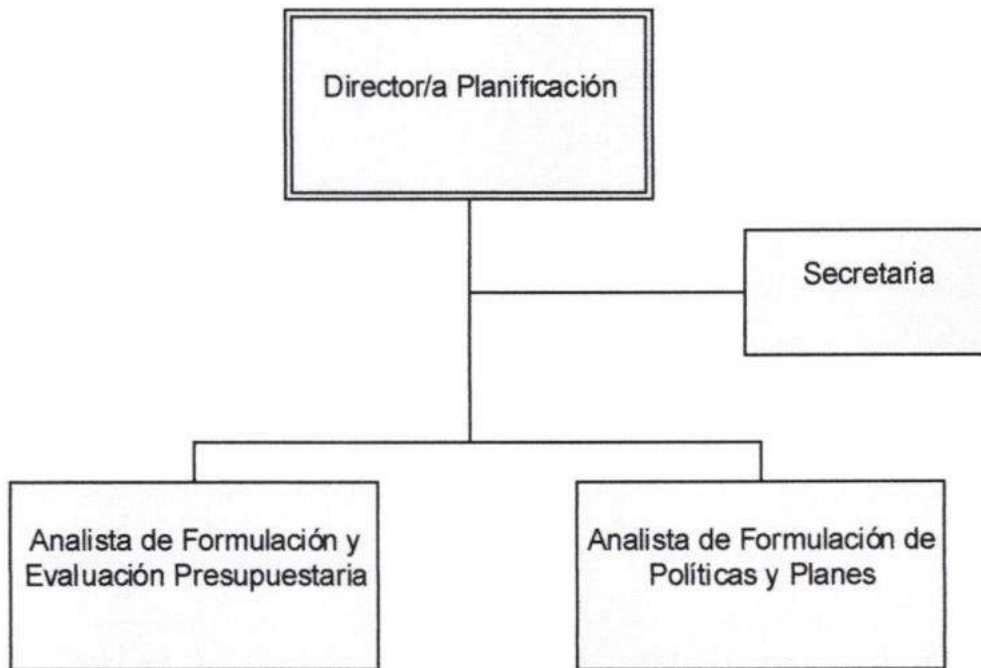 Director/a Planificación
Secretaria
Analista de Formulación y
Evaluación Presupuestaria
Analista de Formulación de
Políticas y Planes